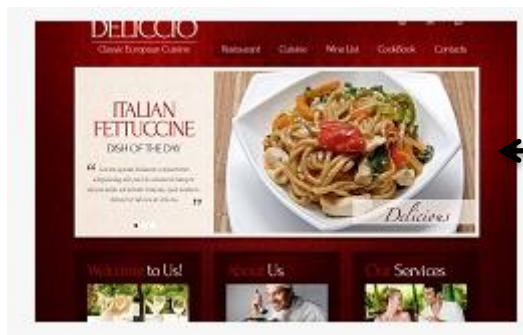 DELICCIO
Classic European Cuisine
Restaurant Cuisine Wine List CookBook Contacts
ITALIAN
FETTUCCINE
DISH OF THE DAY
Delicious
Welcome to Us!
About Us
Our Services